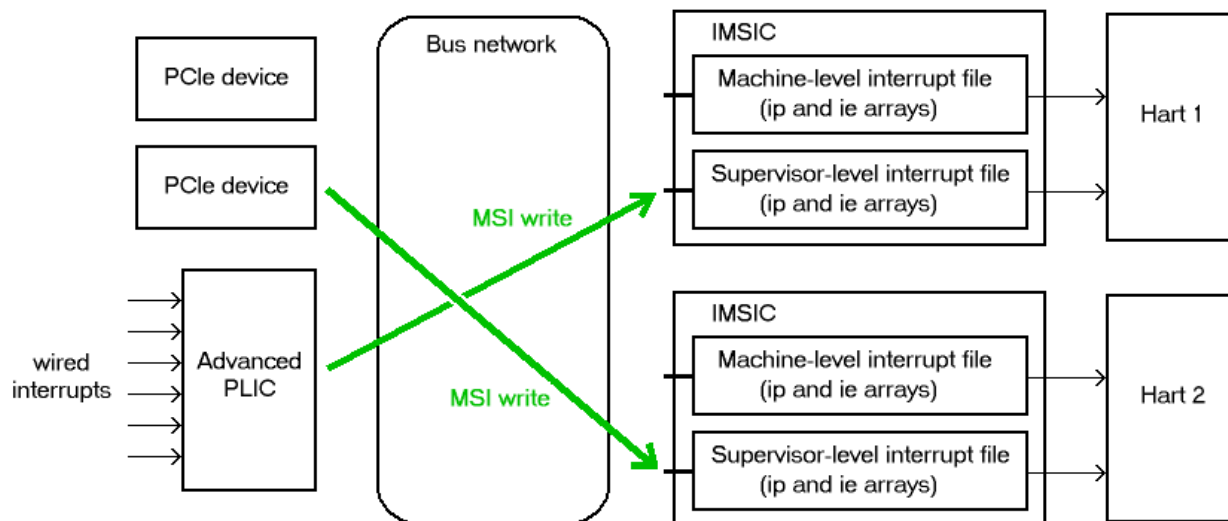 PCIe device
PCIe device
wired
interrupts
Advanced
PLIC
Bus network
MSI write
MSI write
IMSIC
Machine-level interrupt file
(ip and ie arrays)
Supervisor-level interrupt file
(ip and ie arrays)
Hart 1
IMSIC
Machine-level interrupt file
(ip and ie arrays)
Supervisor-level interrupt file
(ip and ie arrays)
Hart 2